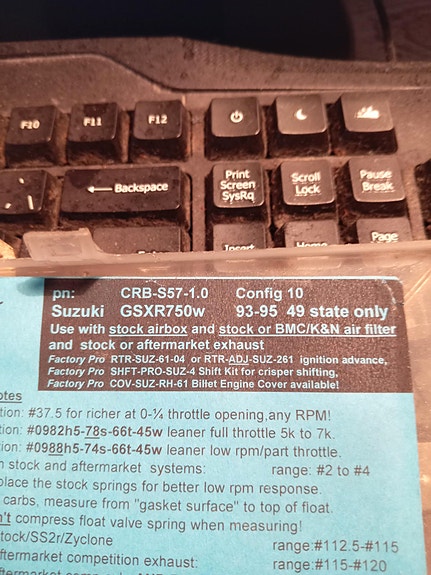 F10 F11 F12
Backspace Print Screen SysRq Scroll Lock Pause Break
Insert Home Page
pn: CRB-S57-1.0 Config 10
Suzuki GSXR750w 93-95 49 state only
Use with stock airbox and stock or BMC/K&N air filter
and stock or aftermarket exhaust
Factory Pro RTR-SUZ-61-04 or RTR-ADJ-SUZ-261 ignition advance,
Factory Pro SHFT-PRO-SUZ-4 Shift Kit for crisper shifting,
Factory Pro COV-SUZ-RH-61 Billet Engine Cover available!
otes
tion: #37.5 for richer at 0-¼ throttle opening,any RPM!
tion: #0982h5-78s-66t-45w leaner full throttle 5k to 7k.
tion: #0988h5-74s-66t-45w leaner low rpm/part throttle.
n stock and aftermarket systems: range: #2 to #4
place the stock springs for better low rpm response.
carbs, measure from "gasket surface" to top of float.
n't compress float valve spring when measuring!
tock/SS2r/Zyclone range:#112.5-#115
ftermarket competition exhaust: range:#115-#120